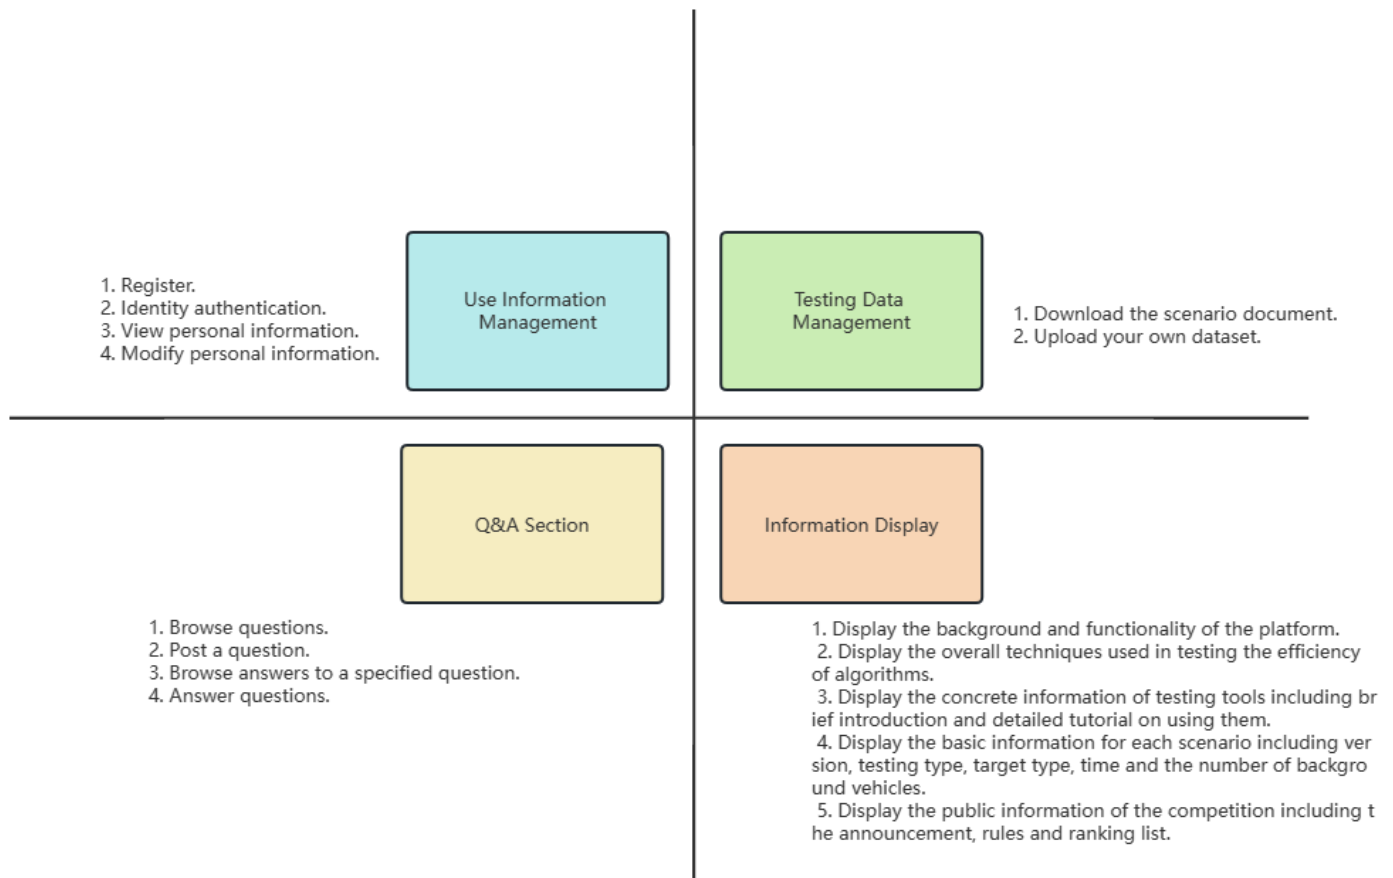 1. Register.
2. Identity authentication.
3. View personal information.
4. Modify personal information.
Use Information
Management
Testing Data
Management
1. Download the scenario document.
2. Upload your own dataset.
Q&A Section
1. Browse questions.
2. Post a question.
3. Browse answers to a specified question.
4. Answer questions.
Information Display
1. Display the background and functionality of the platform.
2. Display the overall techniques used in testing the efficiency
of algorithms.
3. Display the concrete information of testing tools including br
ief introduction and detailed tutorial on using them.
4. Display the basic information for each scenario including ver
sion, testing type, target type, time and the number of backgro
und vehicles.
5. Display the public information of the competition including t
he announcement, rules and ranking list.